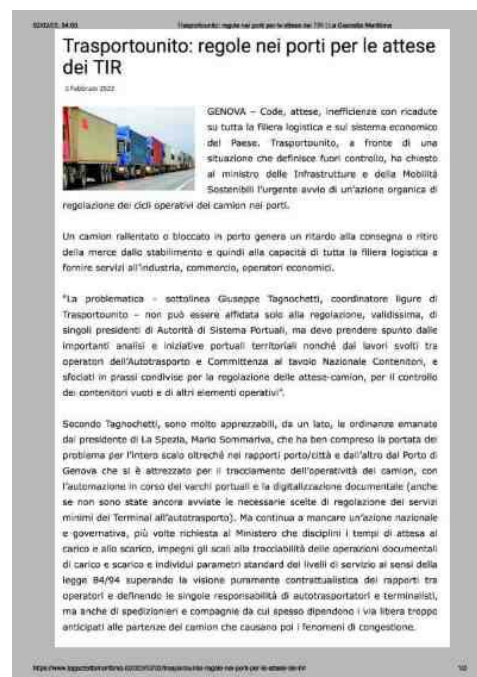 Trasportounito: regole nei porti per le attese dei TIR | La Gazzetta Marittima
Trasportounito: regole nei porti per le attese
dei TIR
Febbraio 2022
GENOVA – Code, attese, inefficienze con ricadute
su tutta la filiera logistica e sul sistema economico
del Paese. Trasportounito, a fronte di una
situazione che definisce fuori controllo, ha chiesto
al ministro delle Infrastrutture e della Mobilità
Sostenibili l'urgente avvio di un'azione organica di
regolazione dei cicli operativi dei camion nei porti.
Un camion rallentato o bloccato in porto genera un ritardo alla consegna o ritiro
della merce dallo stabilimento e quindi alla capacità di tutta la filiera logistica a
fornire servizi all'industria, commercio, operatori economici.
"La problematica – sottolinea Giuseppe Tagnochetti, coordinatore ligure di
Trasportounito – non può essere affidata solo alla regolazione, validissima, di
singoli presidenti di Autorità di Sistema Portuali, ma deve prendere spunto dalle
importanti analisi e iniziative portuali territoriali nonché dai lavori svolti tra
operatori dell'Autotrasporto e Committenza al tavolo Nazionale Contenitori, e
sfociati in prassi condivise per la regolazione delle attese-camion, per il controllo
dei contenitori vuoti e di altri elementi operativi".
Secondo Tagnochetti, sono molto apprezzabili, da un lato, le ordinanze emanate
dal presidente di La Spezia, Mario Sommariva, che ha ben compreso la portata del
problema per l'intero scalo oltreché nei rapporti porto/città e dall'altro del Porto di
Genova che si è attrezzato per il tracciamento dell'operatività dei camion, con
l'automazione in corso dei varchi portuali e la digitalizzazione documentale (anche
se non sono state ancora avviate le necessarie scelte di regolazione dei servizi
minimi dei Terminal all'autotrasporto). Ma continua a mancare un'azione nazionale
e governativa, più volte richiesta al Ministero che disciplini i tempi di attesa al
carico e allo scarico, impegni gli scali alla tracciabilità delle operazioni documentali
di carico e scarico e individui parametri standard dei livelli di servizio ai sensi della
legge 84/94 superando la visione puramente contrattualistica dei rapporti tra
operatori e definendo le singole responsabilità di autotrasportatori e terminalisti,
ma anche di spedizionieri e compagnie da cui spesso dipendono i via libera troppo
anticipati alle partenze dei camion che causano poi i fenomeni di congestione.